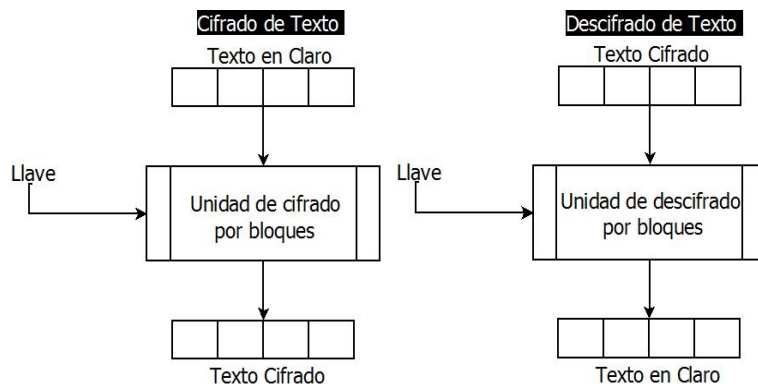 Cifrado de Texto
Texto en Claro
Llave
Unidad de cifrado
por bloques
Texto Cifrado
Descifrado de Texto
Texto Cifrado
Llave
Unidad de descifrado
por bloques
Texto en Claro